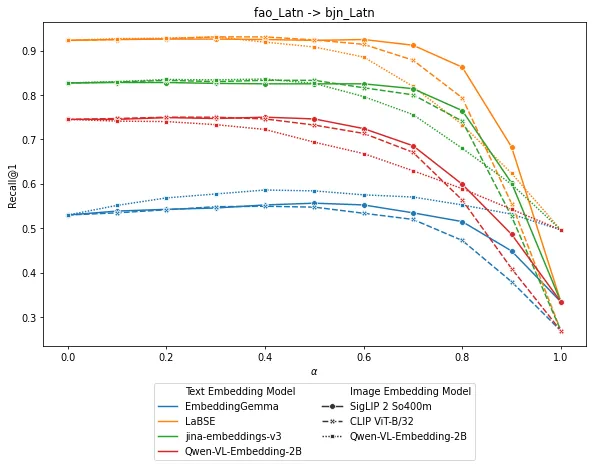 fao_Latn -> bjn_Latn
Recall@1
0.9
0.8
0.7
0.6
0.5
0.4
0.3
0.0
0.2
0.4
0.6
0.8
1.0
α
Text Embedding Model
EmbeddingGemma
LaBSE
jina-embeddings-v3
Qwen-VL-Embedding-2B
Image Embedding Model
SigLIP 2 So400m
CLIP ViT-B/32
Qwen-VL-Embedding-2B